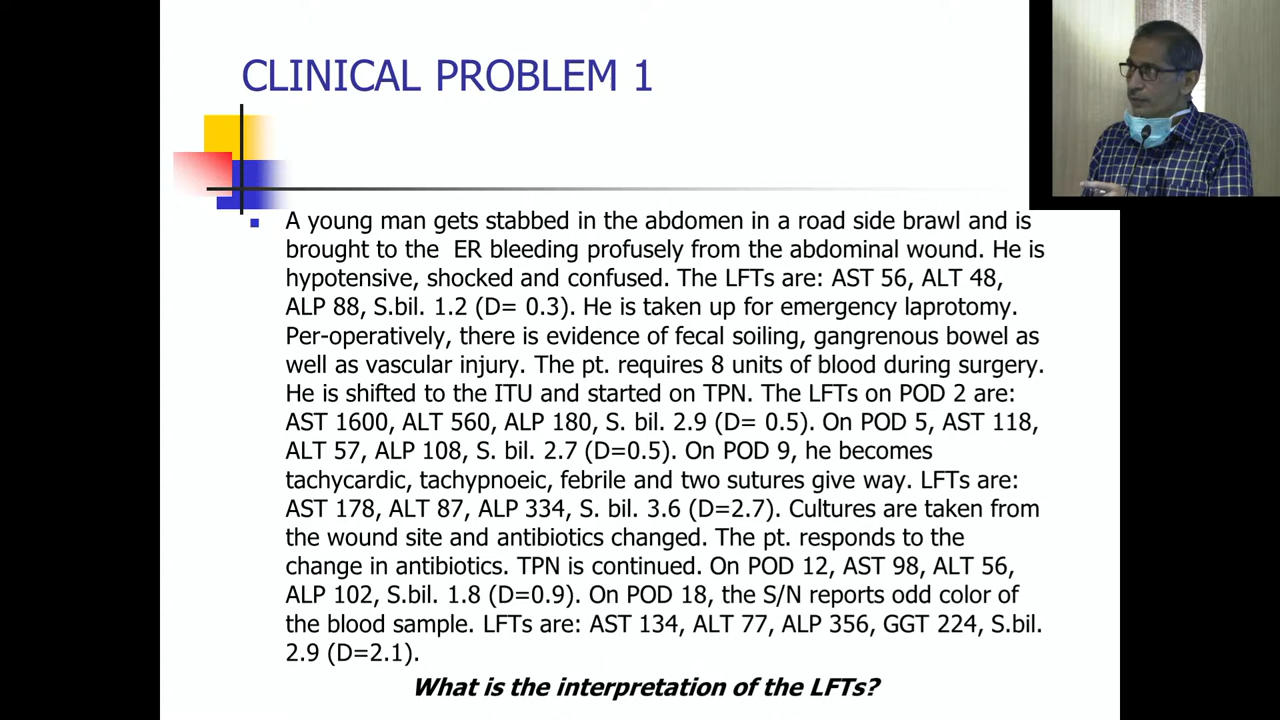 CLINICAL PROBLEM 1
A young man gets stabbed in the abdomen in a road side brawl and is
brought to the ER bleeding profusely from the abdominal wound. He is
hypotensive, shocked and confused. The LFTs are: AST 56, ALT 48,
ALP 88, S.bil. 1.2 (D= 0.3). He is taken up for emergency laprotomy.
Per-operatively, there is evidence of fecal soiling, gangrenous bowel as
well as vascular injury. The pt. requires 8 units of blood during surgery.
He is shifted to the ITU and started on TPN. The LFTs on POD 2 are:
AST 1600, ALT 560, ALP 180, S. bil. 2.9 (D= 0.5). On POD 5, AST 118,
ALT 57, ALP 108, S. bil. 2.7 (D=0.5). On POD 9, he becomes
tachycardic, tachypnoeic, febrile and two sutures give way. LFTs are:
AST 178, ALT 87, ALP 334, S. bil. 3.6 (D=2.7). Cultures are taken from
the wound site and antibiotics changed. The pt. responds to the
change in antibiotics. TPN is continued. On POD 12, AST 98, ALT 56,
ALP 102, S.bil. 1.8 (D=0.9). On POD 18, the S/N reports odd color of
the blood sample. LFTs are: AST 134, ALT 77, ALP 356, GGT 224, S.bil.
2.9 (D=2.1).
What is the interpretation of the LFTs?